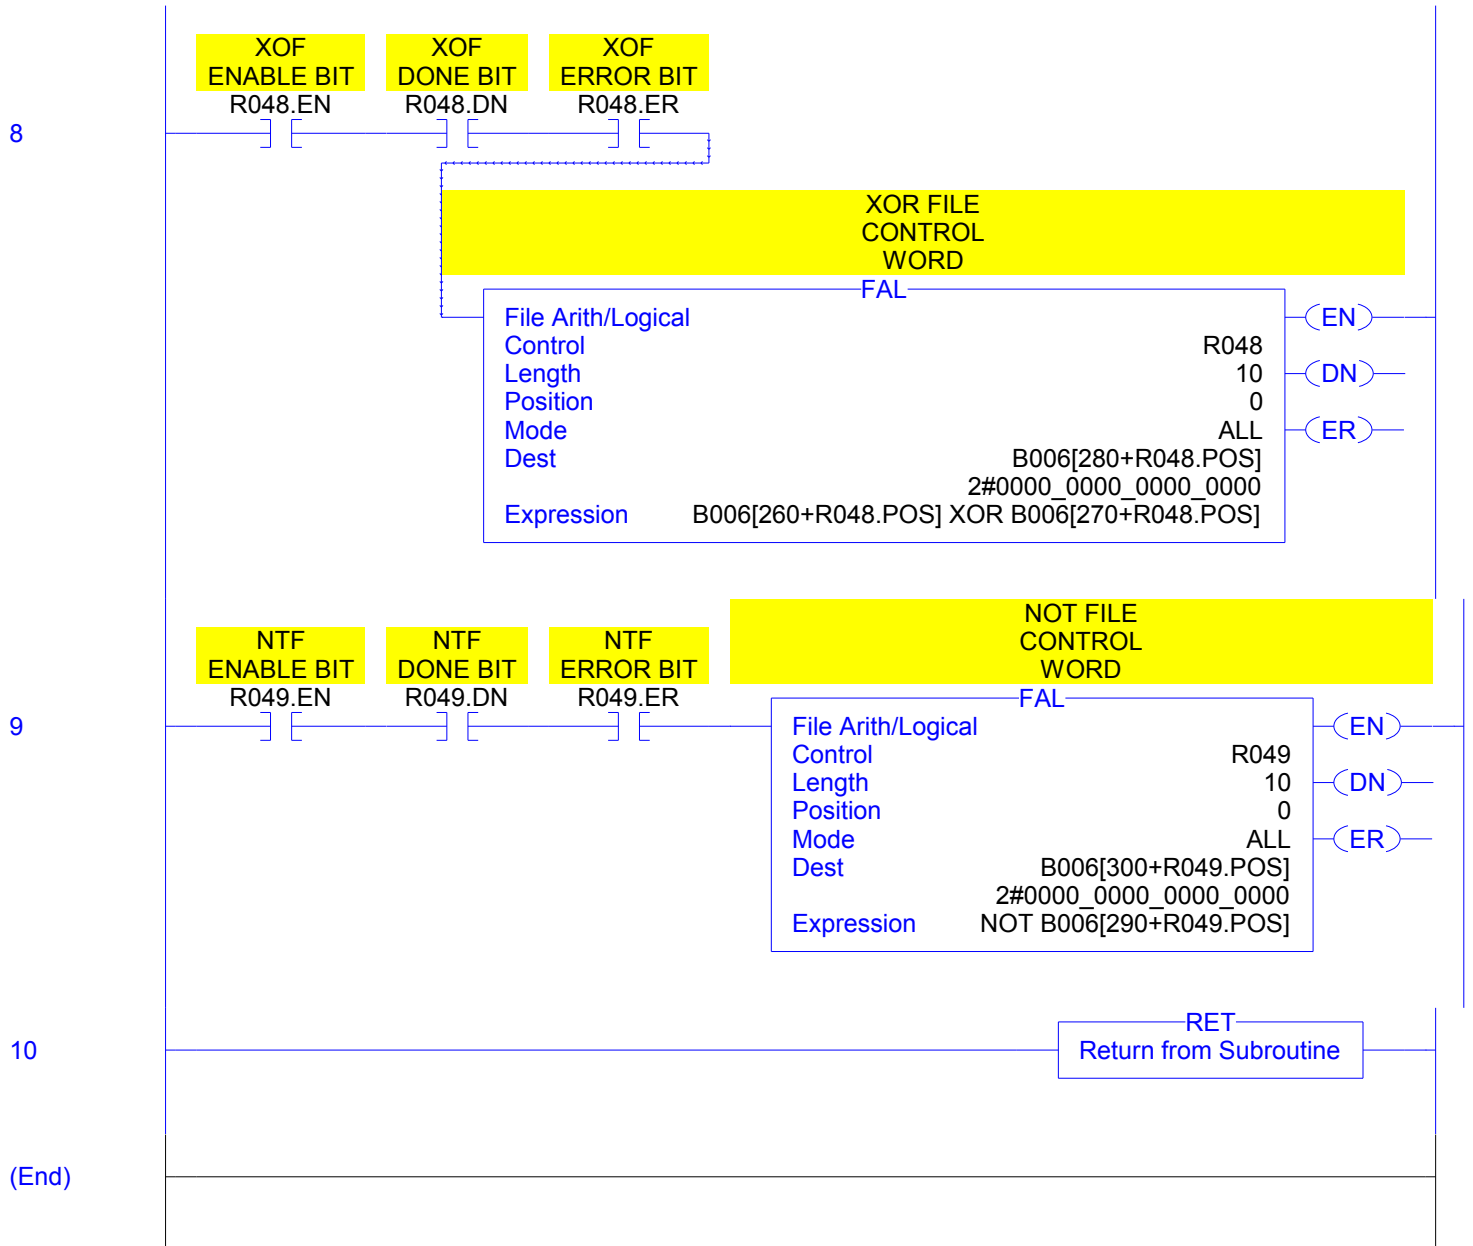 XOF
ENABLE BIT
R048.EN
XOF
DONE BIT
R048.DN
XOF
ERROR BIT
R048.ER
8
XOR FILE
CONTROL
WORD
FAL
File Arith/Logical
EN
Control R048
Length 10
DN
Position 0
Mode ALL
ER
Dest B006[280+R048.POS]
2#0000_0000_0000_0000
Expression B006[260+R048.POS] XOR B006[270+R048.POS]
NTF
ENABLE BIT
R049.EN
NTF
DONE BIT
R049.DN
NTF
ERROR BIT
R049.ER
9
NOT FILE
CONTROL
WORD
FAL
File Arith/Logical
EN
Control R049
Length 10
DN
Position 0
Mode ALL
ER
Dest B006[300+R049.POS]
2#0000_0000_0000_0000
Expression NOT B006[290+R049.POS]
10
RET
Return from Subroutine
(End)